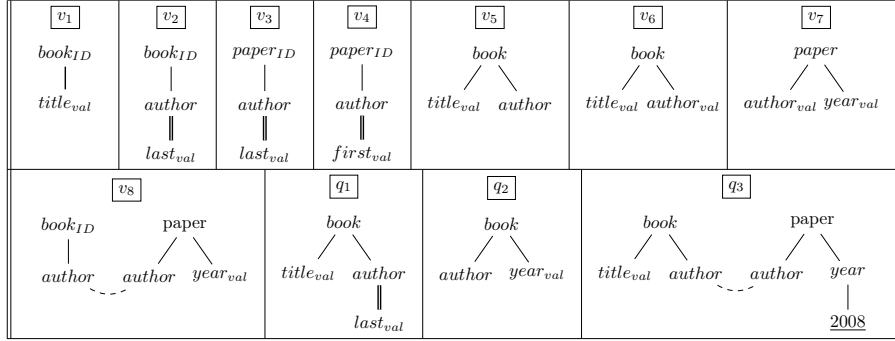 v1 v2 v3 v4 v5 v6 v7
bookID bookID paperID paperID book book paper
titleval author author author titleval author titleval authorval authorval yearval
lastval lastval firstval
v8 q1 q2 q3
bookID paper book book book paper
author author yearval titleval author author yearval titleval author author year
lastval 2008